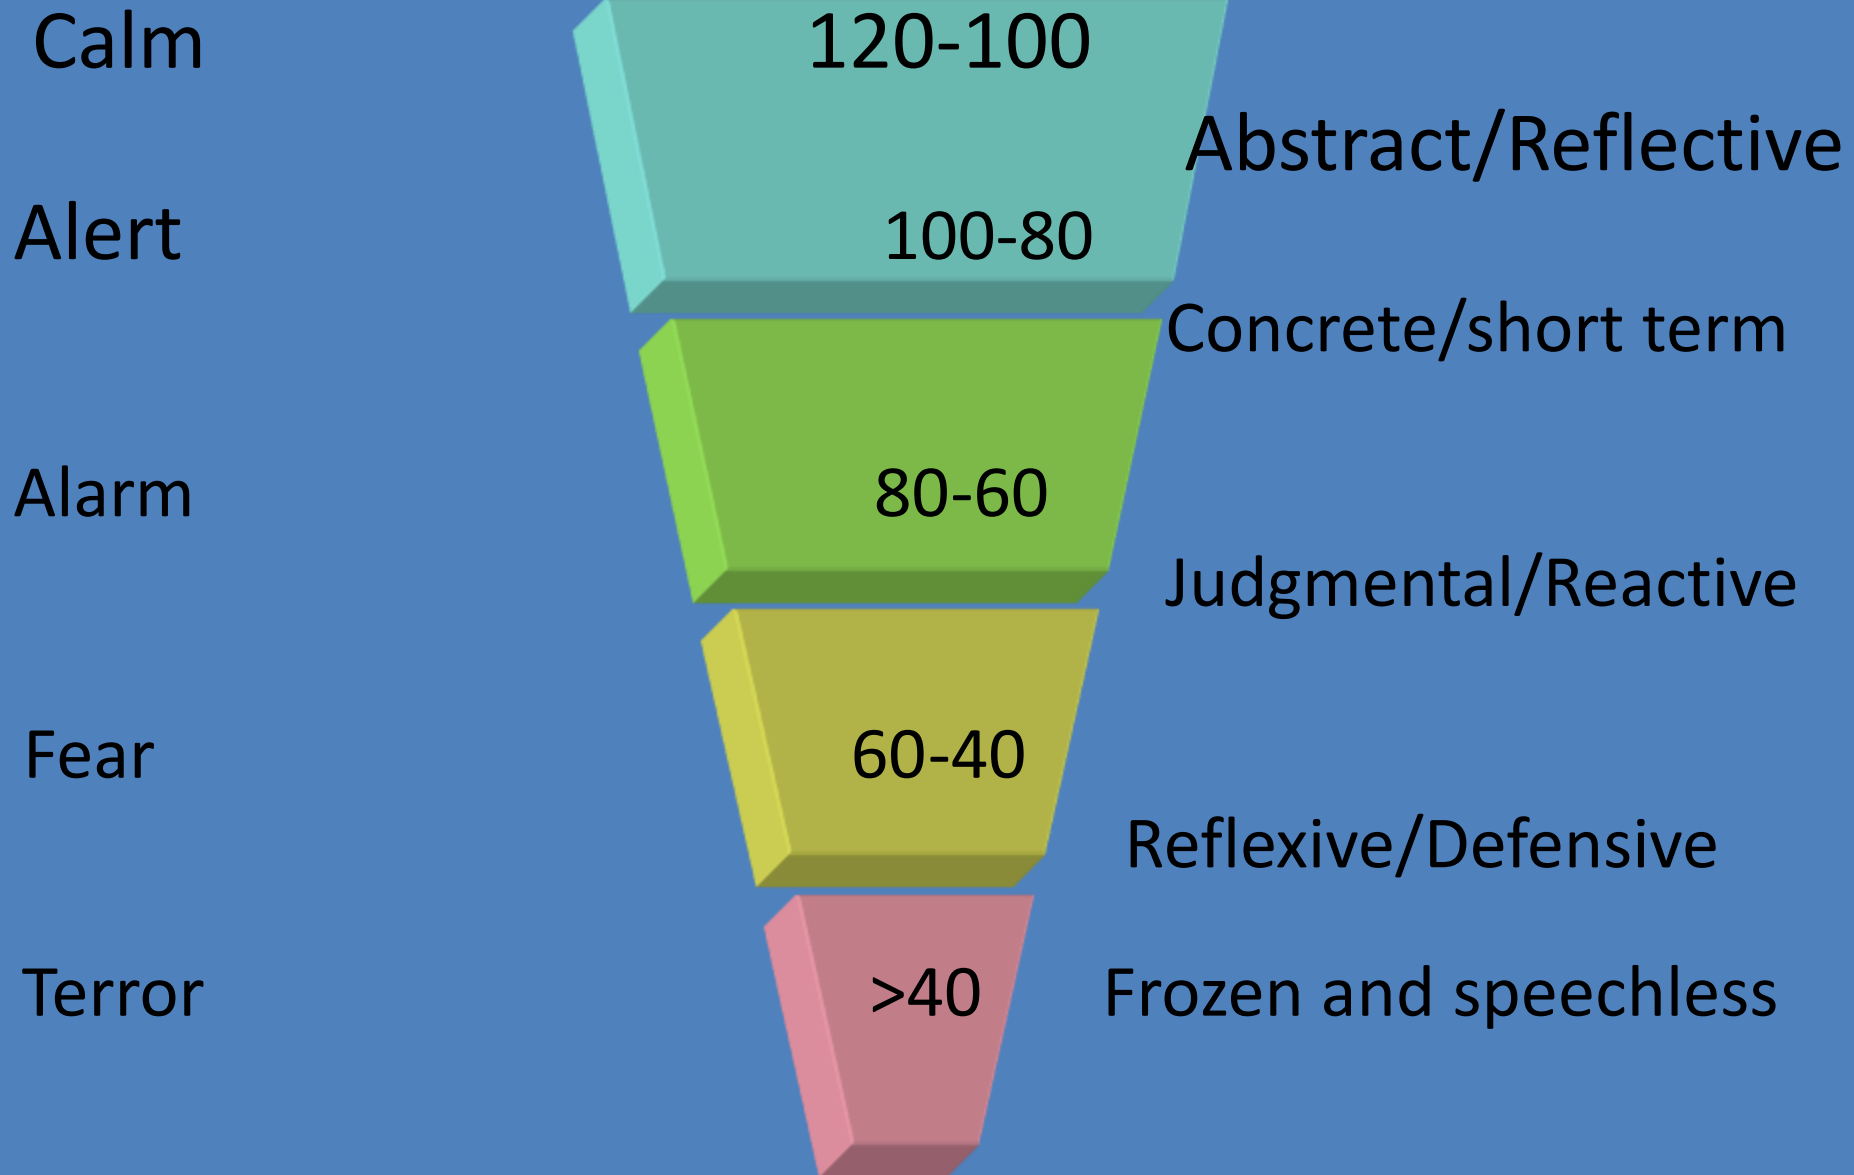 Calm 120-100
Abstract/Reflective
Alert 100-80
Concrete/short term
Alarm 80-60
Judgmental/Reactive
Fear 60-40
Reflexive/Defensive
Terror >40 Frozen and speechless